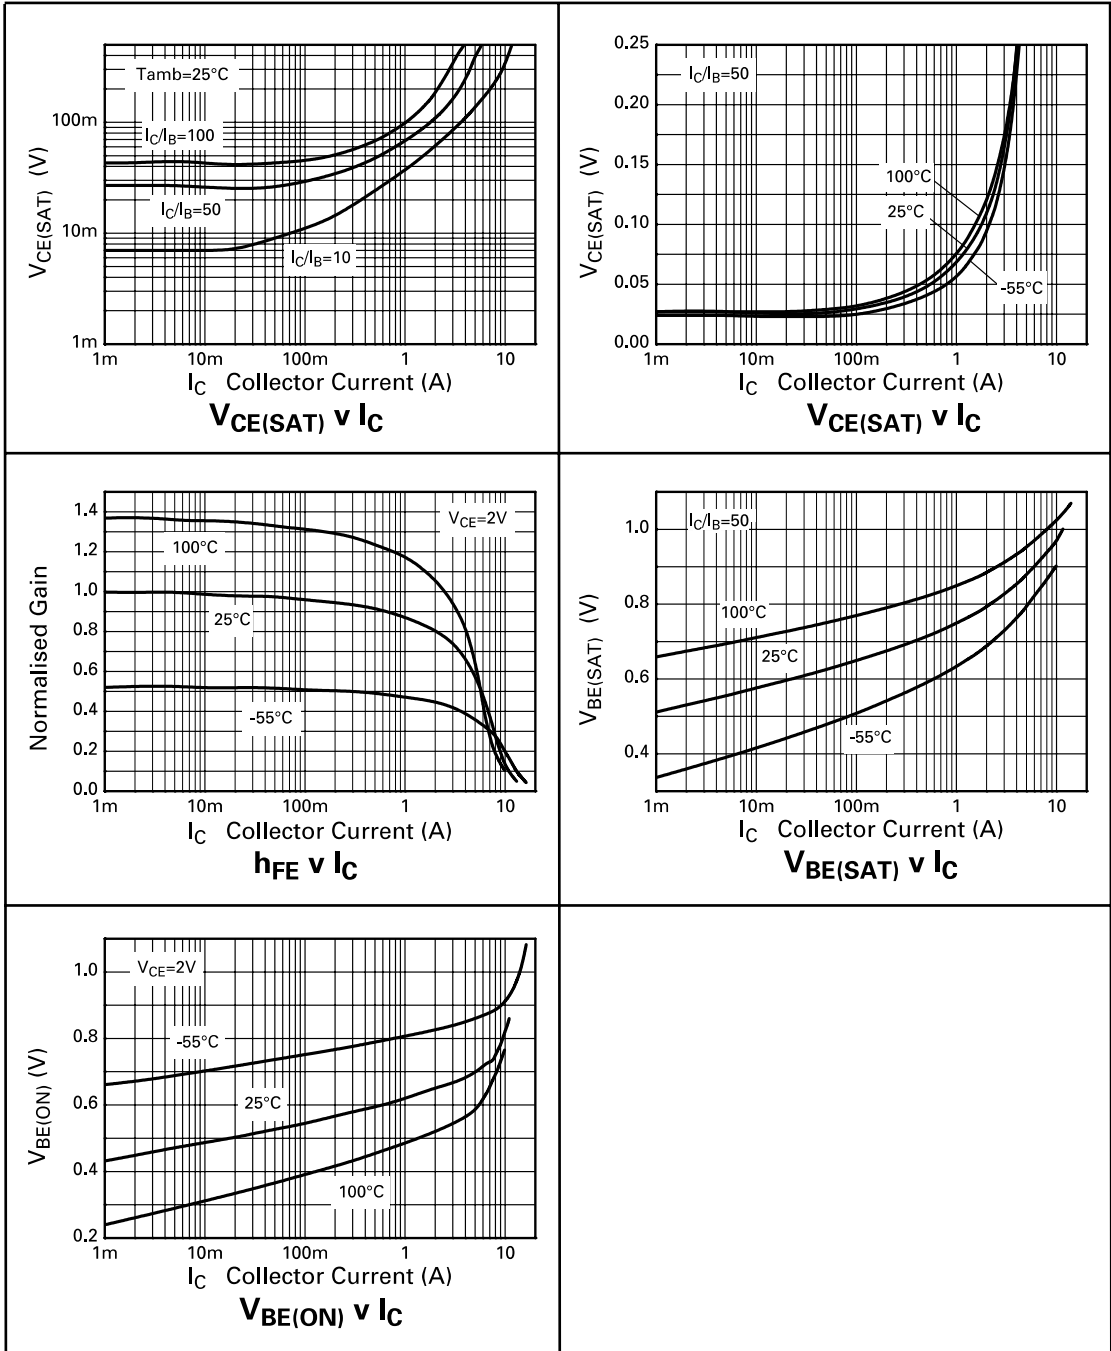 Tamb=25°C
IC/IB=100
IC/IB=50
IC/IB=10
100m
10m
1m
VCE(SAT) (V)
1m 10m 100m 1 10
IC Collector Current (A)
VCE(SAT) v IC
IC/IB=50
100°C
25°C
-55°C
0.25
0.20
0.15
0.10
0.05
0.00
VCE(SAT) (V)
1m 10m 100m 1 10
IC Collector Current (A)
VCE(SAT) v IC
VCE=2V
100°C
25°C
-55°C
1.4
1.2
1.0
0.8
0.6
0.4
0.2
0.0
Normalised Gain
1m 10m 100m 1 10
IC Collector Current (A)
hFE v IC
IC/IB=50
100°C
25°C
-55°C
1.0
0.8
0.6
0.4
VBE(SAT) (V)
1m 10m 100m 1 10
IC Collector Current (A)
VBE(SAT) v IC
VCE=2V
-55°C
25°C
100°C
1.0
0.8
0.6
0.4
0.2
VBE(ON) (V)
1m 10m 100m 1 10
IC Collector Current (A)
VBE(ON) v IC